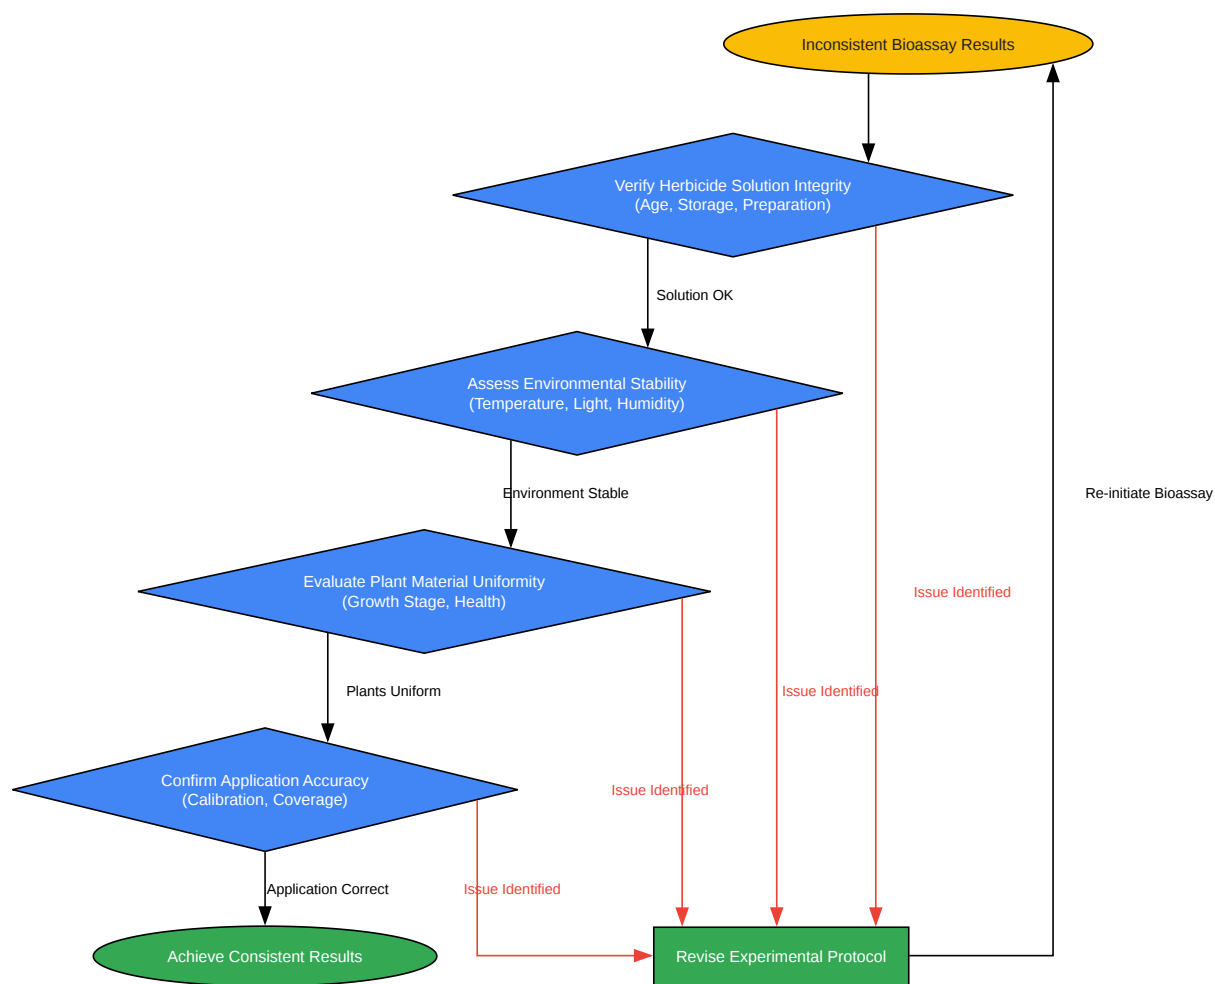 Inconsistent Bioassay Results
Verify Herbicide Solution Integrity
(Age, Storage, Preparation)
Solution OK
Assess Environmental Stability
(Temperature, Light, Humidity)
Environment Stable
Re-initiate Bioassay
Evaluate Plant Material Uniformity
(Growth Stage, Health)
Issue Identified
Plants Uniform
Issue Identified
Confirm Application Accuracy
(Calibration, Coverage)
Issue Identified
Application Correct
Issue Identified
Achieve Consistent Results
Revise Experimental Protocol